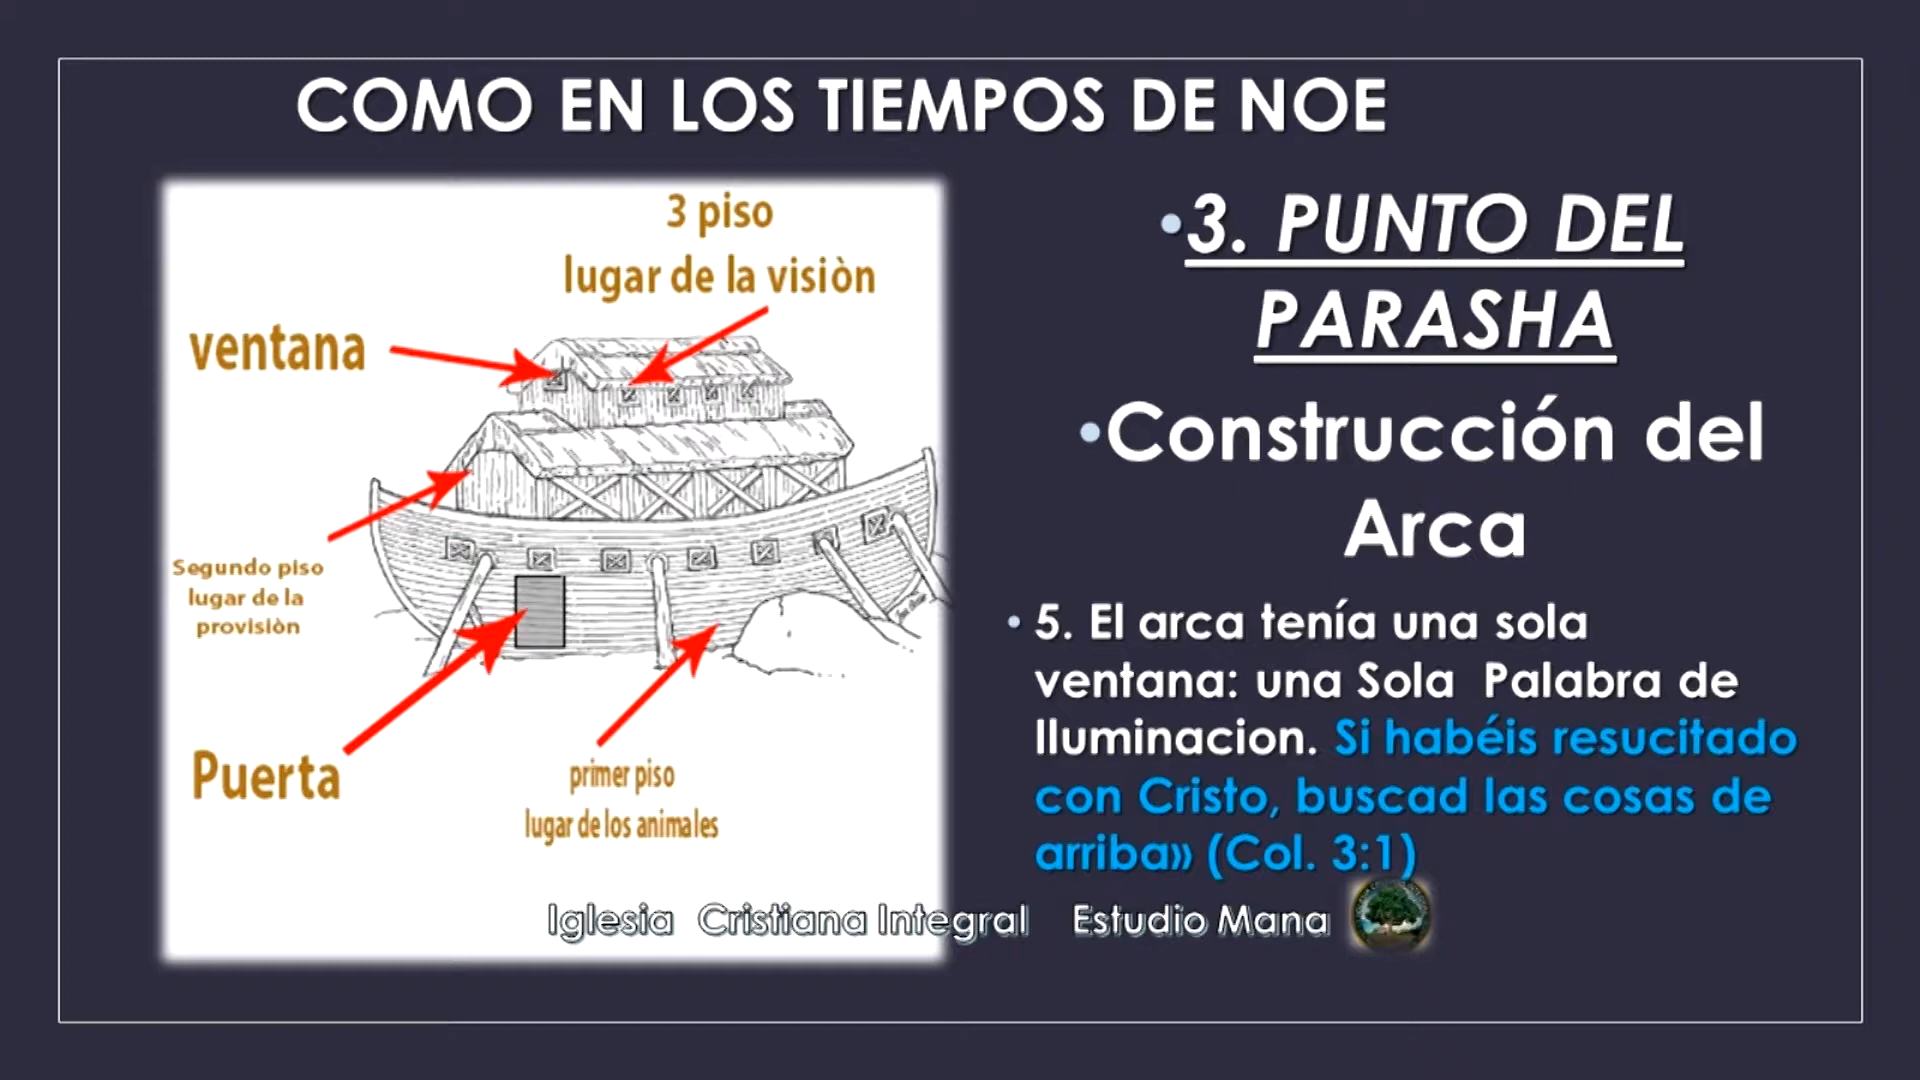 COMO EN LOS TIEMPOS DE NOE
3 piso
lugar de la visiòn
ventana
Segundo piso
lugar de la
provisiòn
Puerta
primer piso
lugar de los animales
•3. PUNTO DEL
PARASHA
•Construcción del
Arca
• 5. El arca tenía una sola
ventana: una Sola Palabra de
Iluminacion. Si habéis resucitado
con Cristo, buscad las cosas de
arriba» (Col. 3:1)
Iglesia Cristiana Integral Estudio Mana